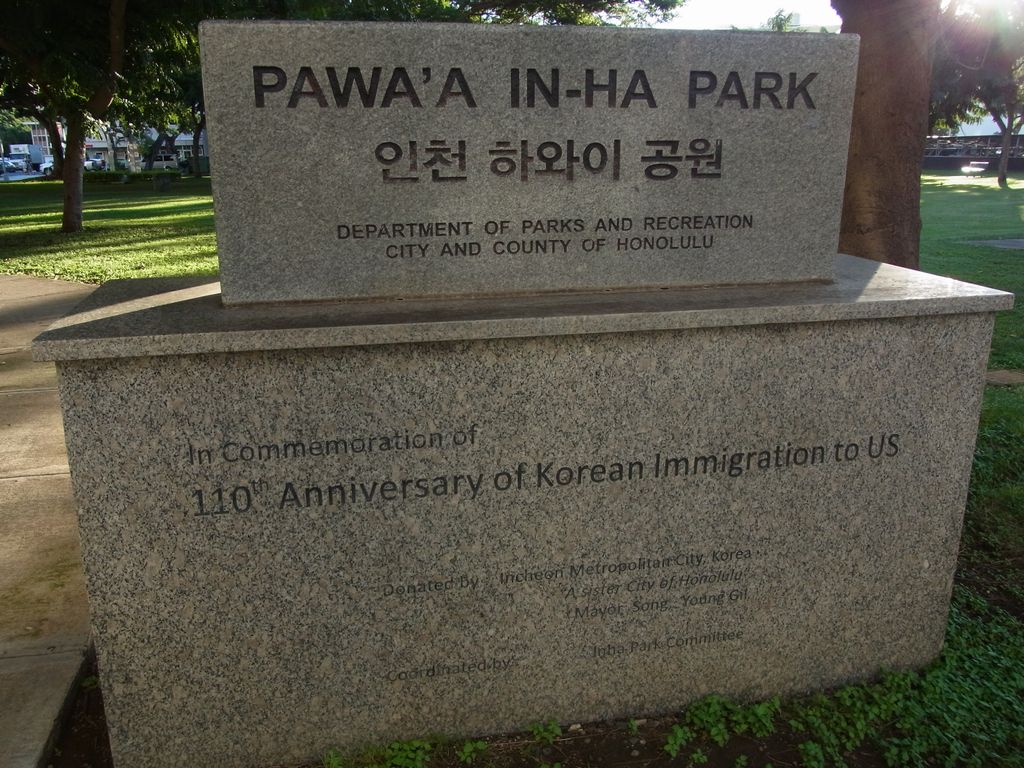 PAWA'A IN-HA PARK
인천 하와이 공원
DEPARTMENT OF PARKS AND RECREATION
CITY AND COUNTY OF HONOLULU
In Commemoration of
110th Anniversary of Korean Immigration to US
Donated by : Incheon Metropolitan City, Korea
"A sister City of Honolulu"
Mayor, Song, Young Gil
Coordinated by : Inha Park Committee